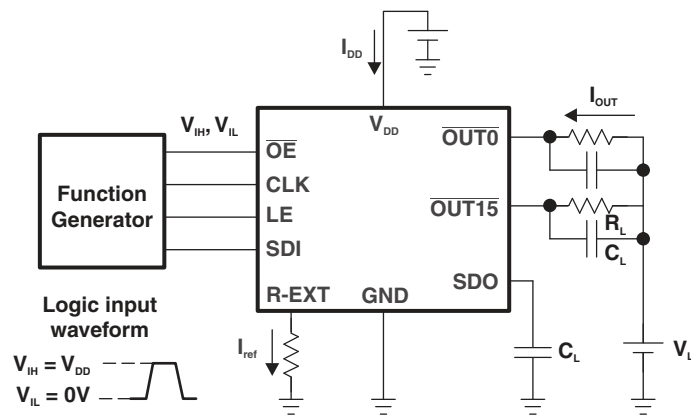 I_DD
V_IH, V_IL
I_OUT
V_DD
OE
OUT0
Function
Generator
CLK
LE
OUT15
SDI
R_L
C_L
R-EXT
GND
SDO
Logic input
waveform
I_ref
C_L
V_L
V_IH = V_DD
V_IL = 0V